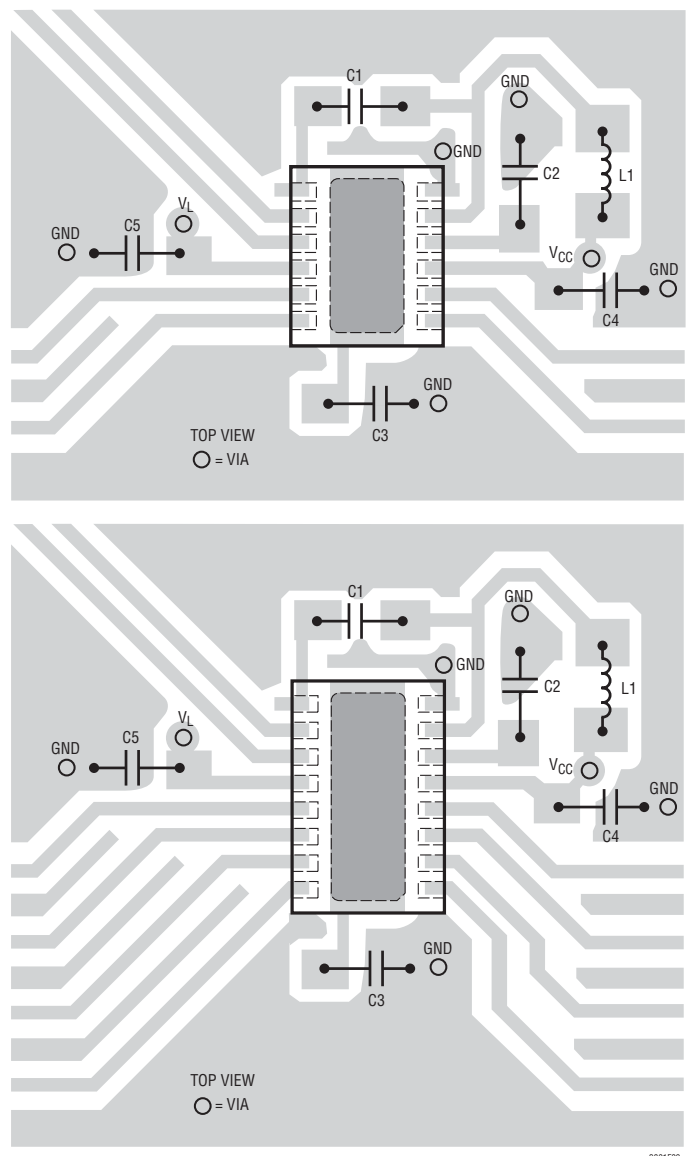 C1
GND
GND
C2
L1
VL
C5
GND
VCC
GND
C4
GND
C3
TOP VIEW
= VIA
C1
GND
GND
C2
L1
VL
C5
GND
VCC
GND
C4
GND
C3
TOP VIEW
= VIA